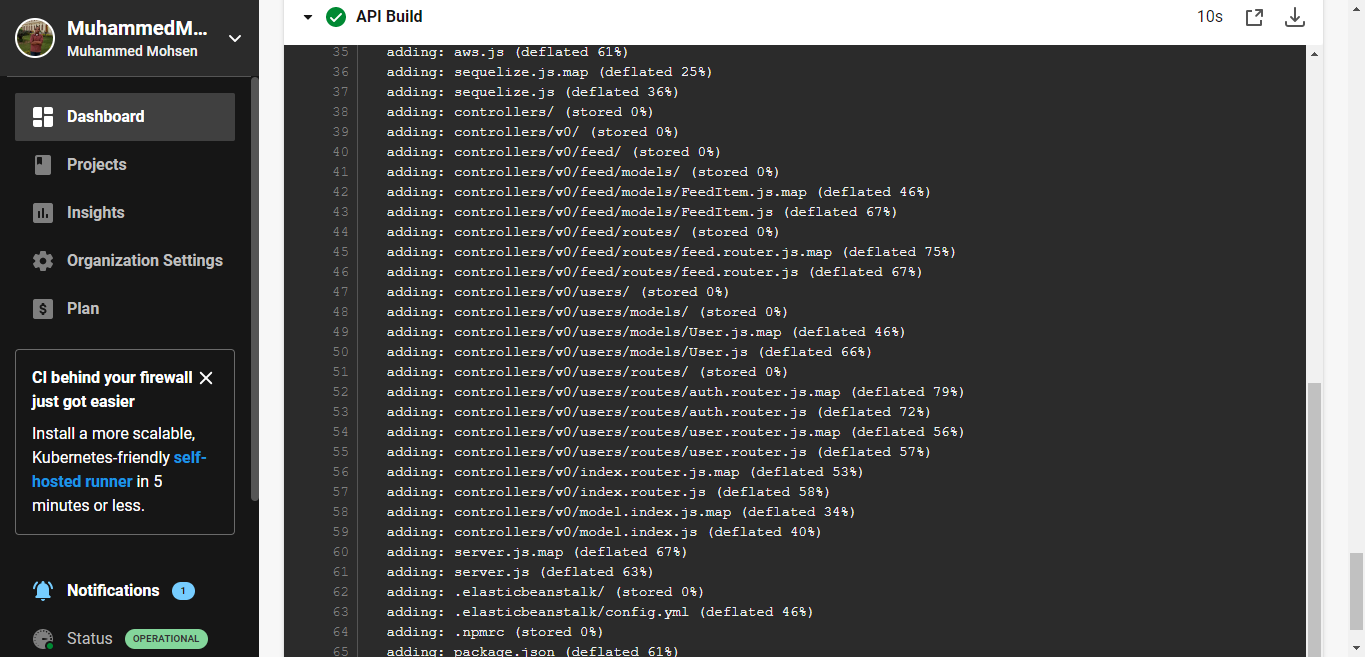 MuhammedM...
Muhammed Mohsen
Dashboard
Projects
Insights
Organization Settings
Plan
CI behind your firewall
just got easier
Install a more scalable,
Kubernetes-friendly self-
hosted runner in 5
minutes or less.
Notifications 1
Status OPERATIONAL
API Build 10s
35 adding: aws.js (deflated 61%)
36 adding: sequelize.js.map (deflated 25%)
37 adding: sequelize.js (deflated 36%)
38 adding: controllers/ (stored 0%)
39 adding: controllers/v0/ (stored 0%)
40 adding: controllers/v0/feed/ (stored 0%)
41 adding: controllers/v0/feed/models/ (stored 0%)
42 adding: controllers/v0/feed/models/FeedItem.js.map (deflated 46%)
43 adding: controllers/v0/feed/models/FeedItem.js (deflated 67%)
44 adding: controllers/v0/feed/routes/ (stored 0%)
45 adding: controllers/v0/feed/routes/feed.router.js.map (deflated 75%)
46 adding: controllers/v0/feed/routes/feed.router.js (deflated 67%)
47 adding: controllers/v0/users/ (stored 0%)
48 adding: controllers/v0/users/models/ (stored 0%)
49 adding: controllers/v0/users/models/User.js.map (deflated 46%)
50 adding: controllers/v0/users/models/User.js (deflated 66%)
51 adding: controllers/v0/users/routes/ (stored 0%)
52 adding: controllers/v0/users/routes/auth.router.js.map (deflated 79%)
53 adding: controllers/v0/users/routes/auth.router.js (deflated 72%)
54 adding: controllers/v0/users/routes/user.router.js.map (deflated 56%)
55 adding: controllers/v0/users/routes/user.router.js (deflated 57%)
56 adding: controllers/v0/index.router.js.map (deflated 53%)
57 adding: controllers/v0/index.router.js (deflated 58%)
58 adding: controllers/v0/model.index.js.map (deflated 34%)
59 adding: controllers/v0/model.index.js (deflated 40%)
60 adding: server.js.map (deflated 67%)
61 adding: server.js (deflated 63%)
62 adding: .elasticbeanstalk/ (stored 0%)
63 adding: .elasticbeanstalk/config.yml (deflated 46%)
64 adding: .npmrc (stored 0%)
65 adding: package.json (deflated 61%)